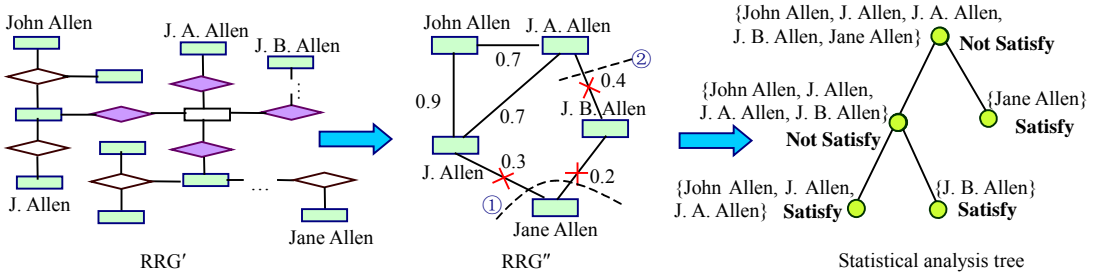 John Allen
J. A. Allen
J. B. Allen
...
...
J. Allen
Jane Allen
RRG′
John Allen
J. A. Allen
0.7
②
0.4
0.9
0.7
J. B. Allen
J. Allen
0.3
0.2
①
Jane Allen
RRG″
{John Allen, J. Allen, J. A. Allen,
J. B. Allen, Jane Allen}
Not Satisfy
{John Allen, J. Allen,
J. A. Allen, J. B. Allen}
Not Satisfy
{Jane Allen}
Satisfy
{John Allen, J. Allen,
J. A. Allen} Satisfy
{J. B. Allen}
Satisfy
Statistical analysis tree